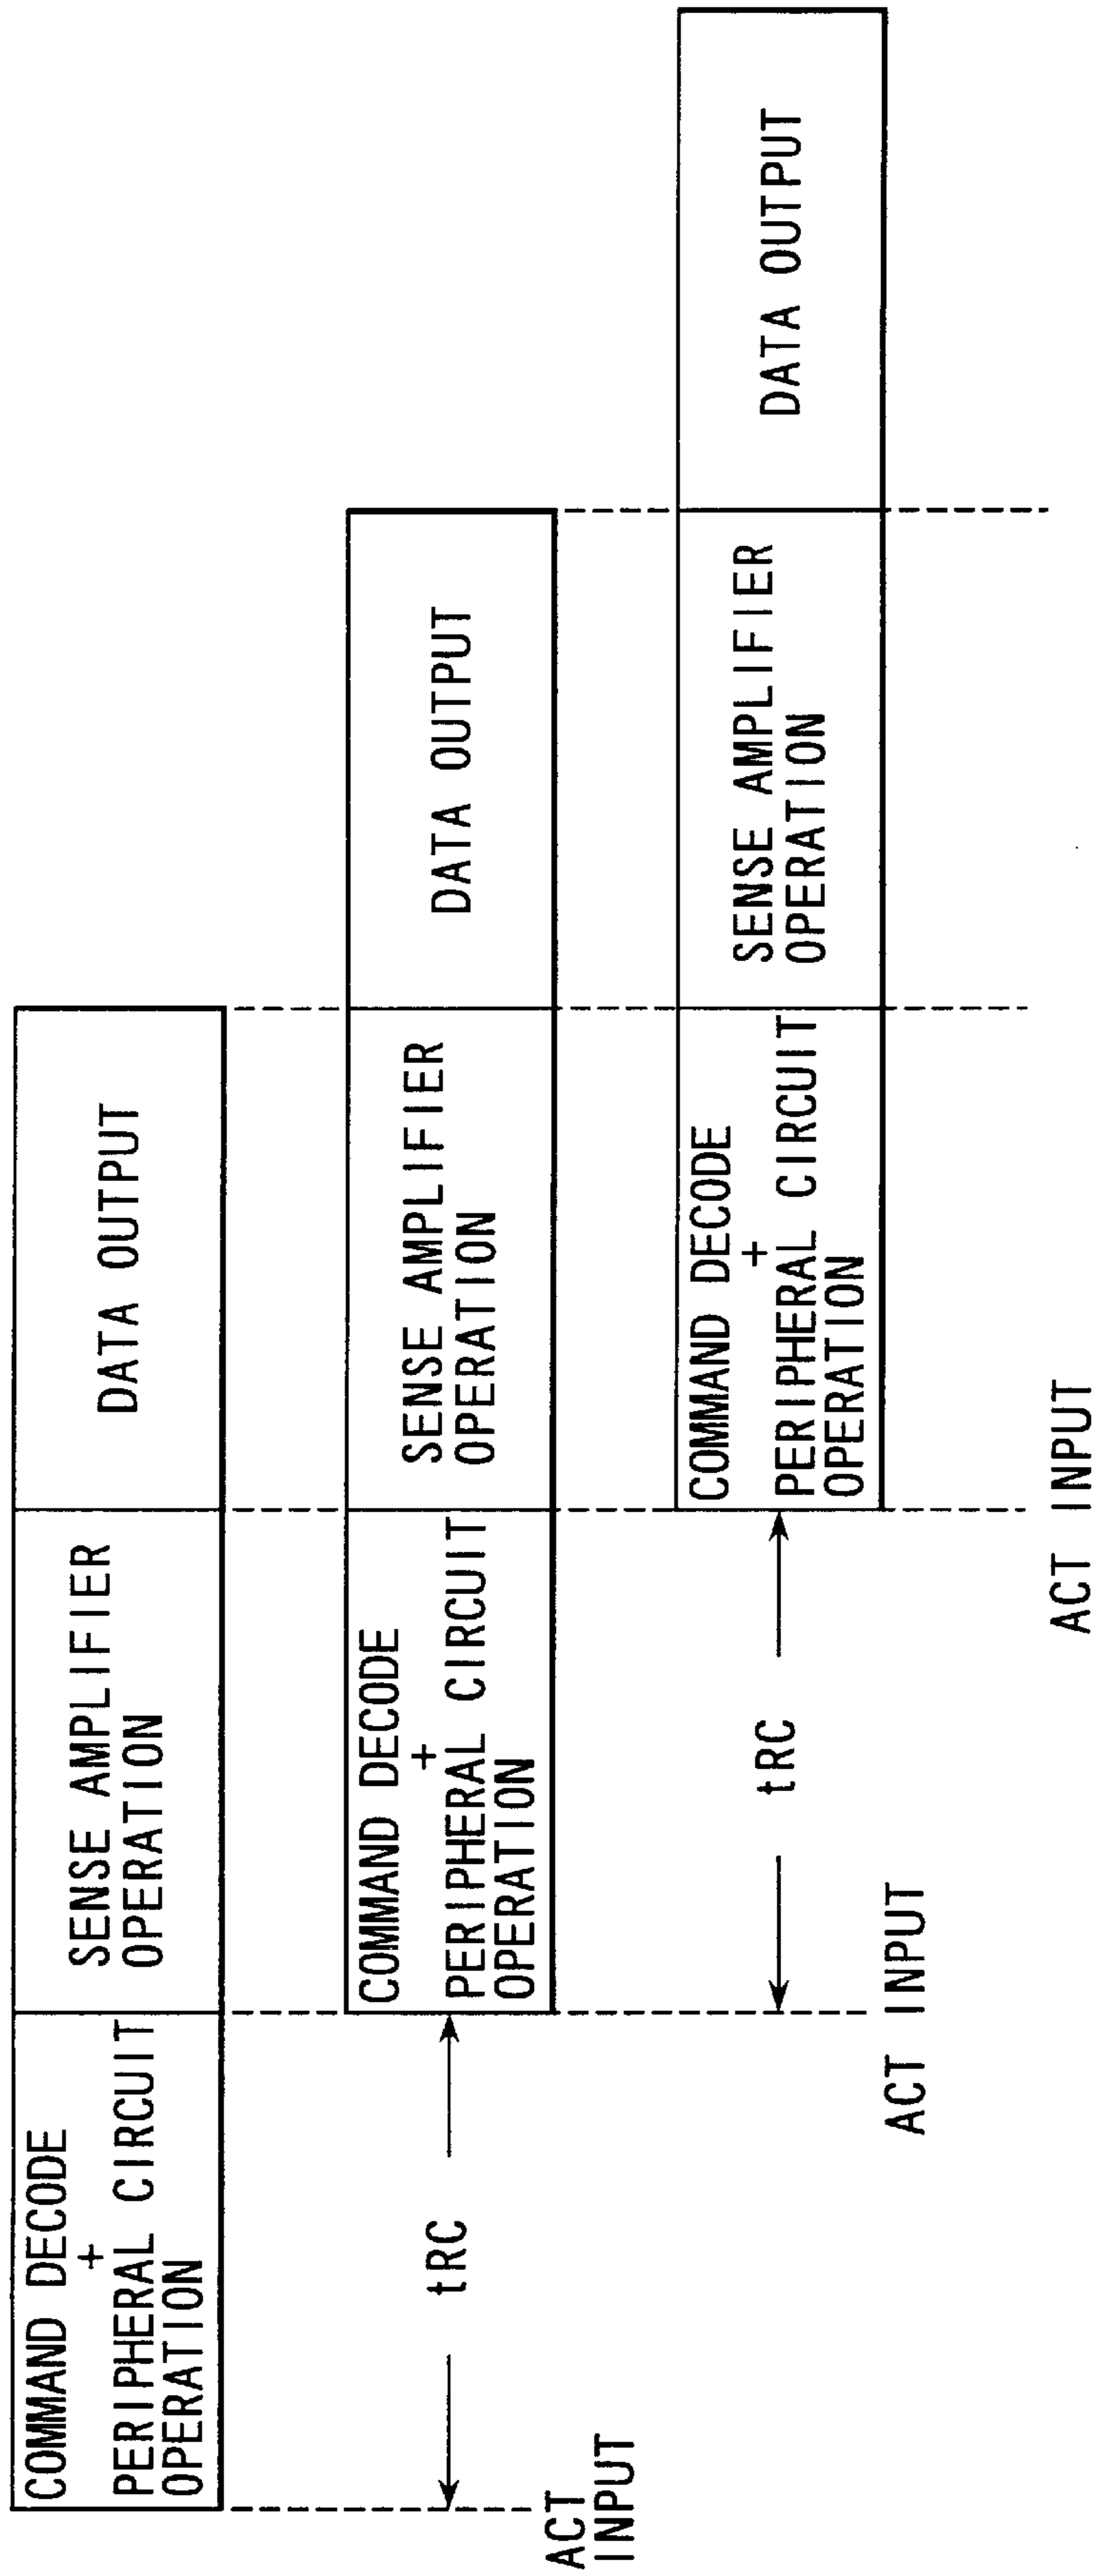 COMMAND DECODE
+
PERIPHERAL CIRCUIT
OPERATION
SENSE AMPLIFIER
OPERATION
DATA OUTPUT
COMMAND DECODE
+
PERIPHERAL CIRCUIT
OPERATION
SENSE AMPLIFIER
OPERATION
DATA OUTPUT
tRC
COMMAND DECODE
+
PERIPHERAL CIRCUIT
OPERATION
SENSE AMPLIFIER
OPERATION
DATA OUTPUT
tRC
ACT
INPUT
ACT INPUT
ACT INPUT